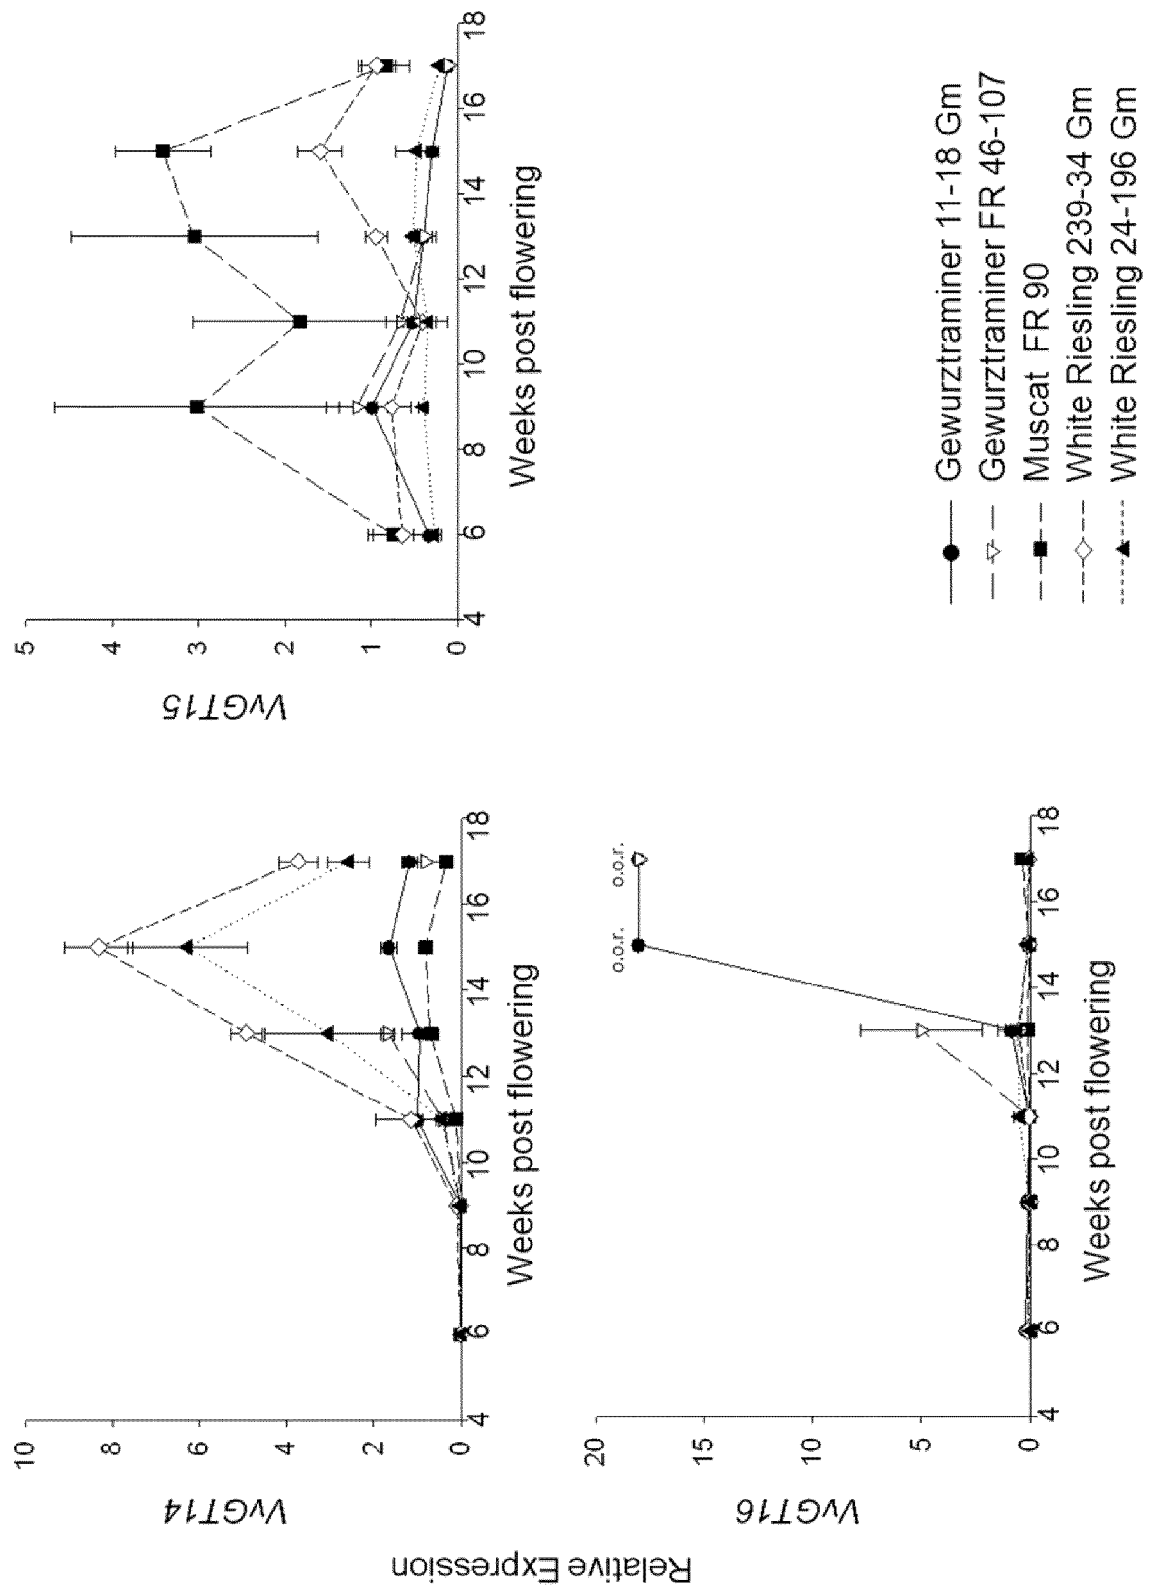 Relative Expression
VvGT14
10
8
6
4
2
0
4
6
8
10
12
14
16
18
Weeks post flowering
VvGT15
5
4
3
2
1
0
4
6
8
10
12
14
16
18
Weeks post flowering
VvGT16
20
15
10
5
0
o.o.r.
o.o.r.
4
6
8
10
12
14
16
18
Weeks post flowering
Gewurztraminer 11-18 Gm
Gewurztraminer FR 46-107
Muscat FR 90
White Riesling 239-34 Gm
White Riesling 24-196 Gm